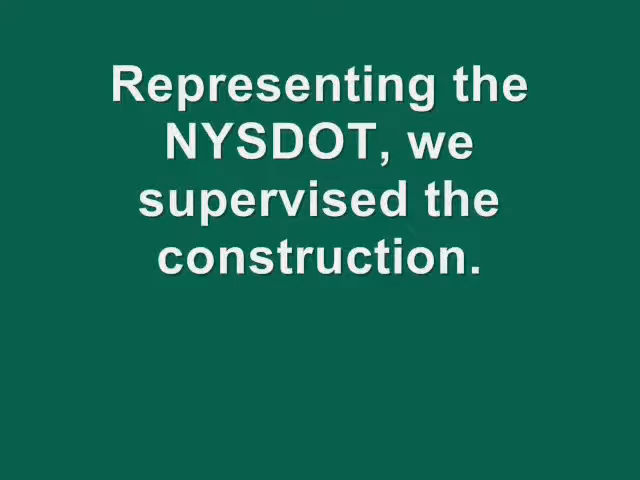 Representing the
NYSDOT, we
supervised the
construction.